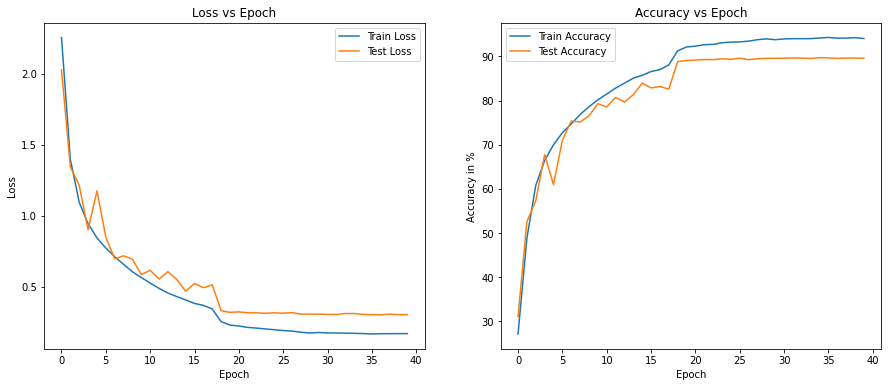 Loss vs Epoch
Train Loss
Test Loss
2.0
1.5
1.0
0.5
Loss
0 5 10 15 20 25 30 35 40
Epoch
Accuracy vs Epoch
Train Accuracy
Test Accuracy
90
80
70
60
50
40
30
Accuracy in %
0 5 10 15 20 25 30 35 40
Epoch